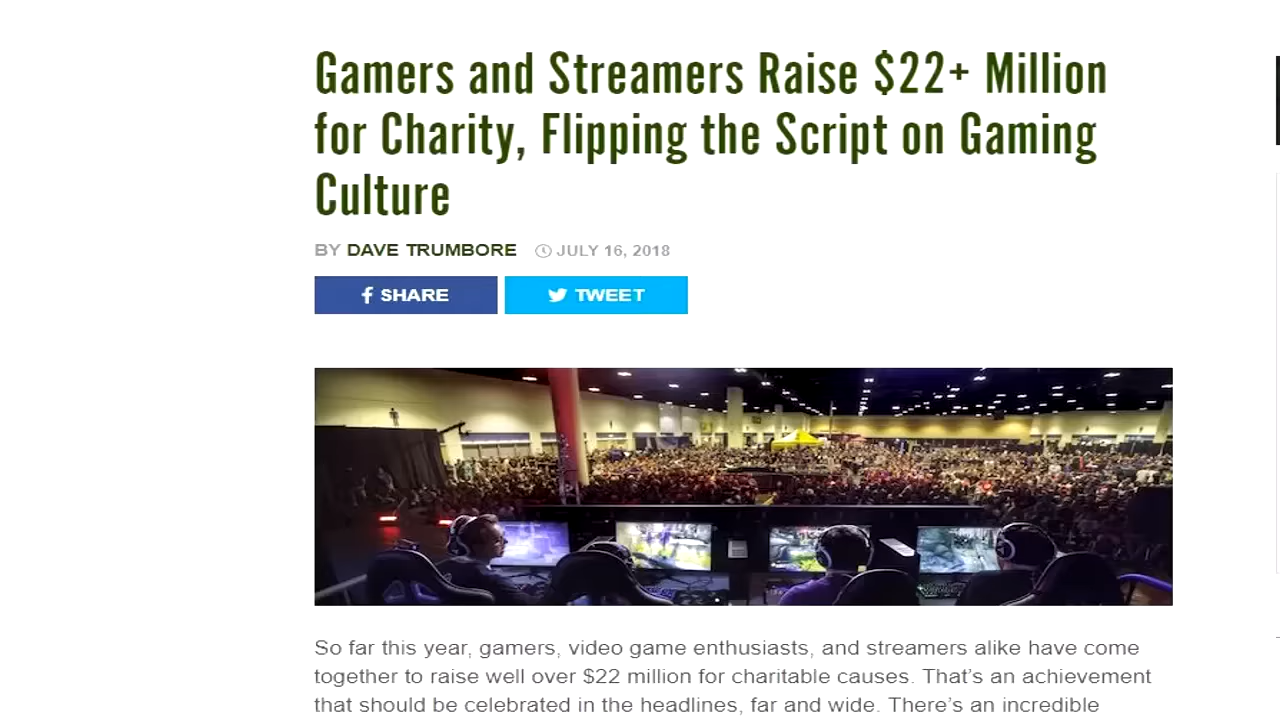 Gamers and Streamers Raise $22+ Million
for Charity, Flipping the Script on Gaming
Culture
BY DAVE TRUMBORE JULY 16, 2018
SHARE TWEET
So far this year, gamers, video game enthusiasts, and streamers alike have come
together to raise well over $22 million for charitable causes. That’s an achievement
that should be celebrated in the headlines, far and wide. There’s an incredible